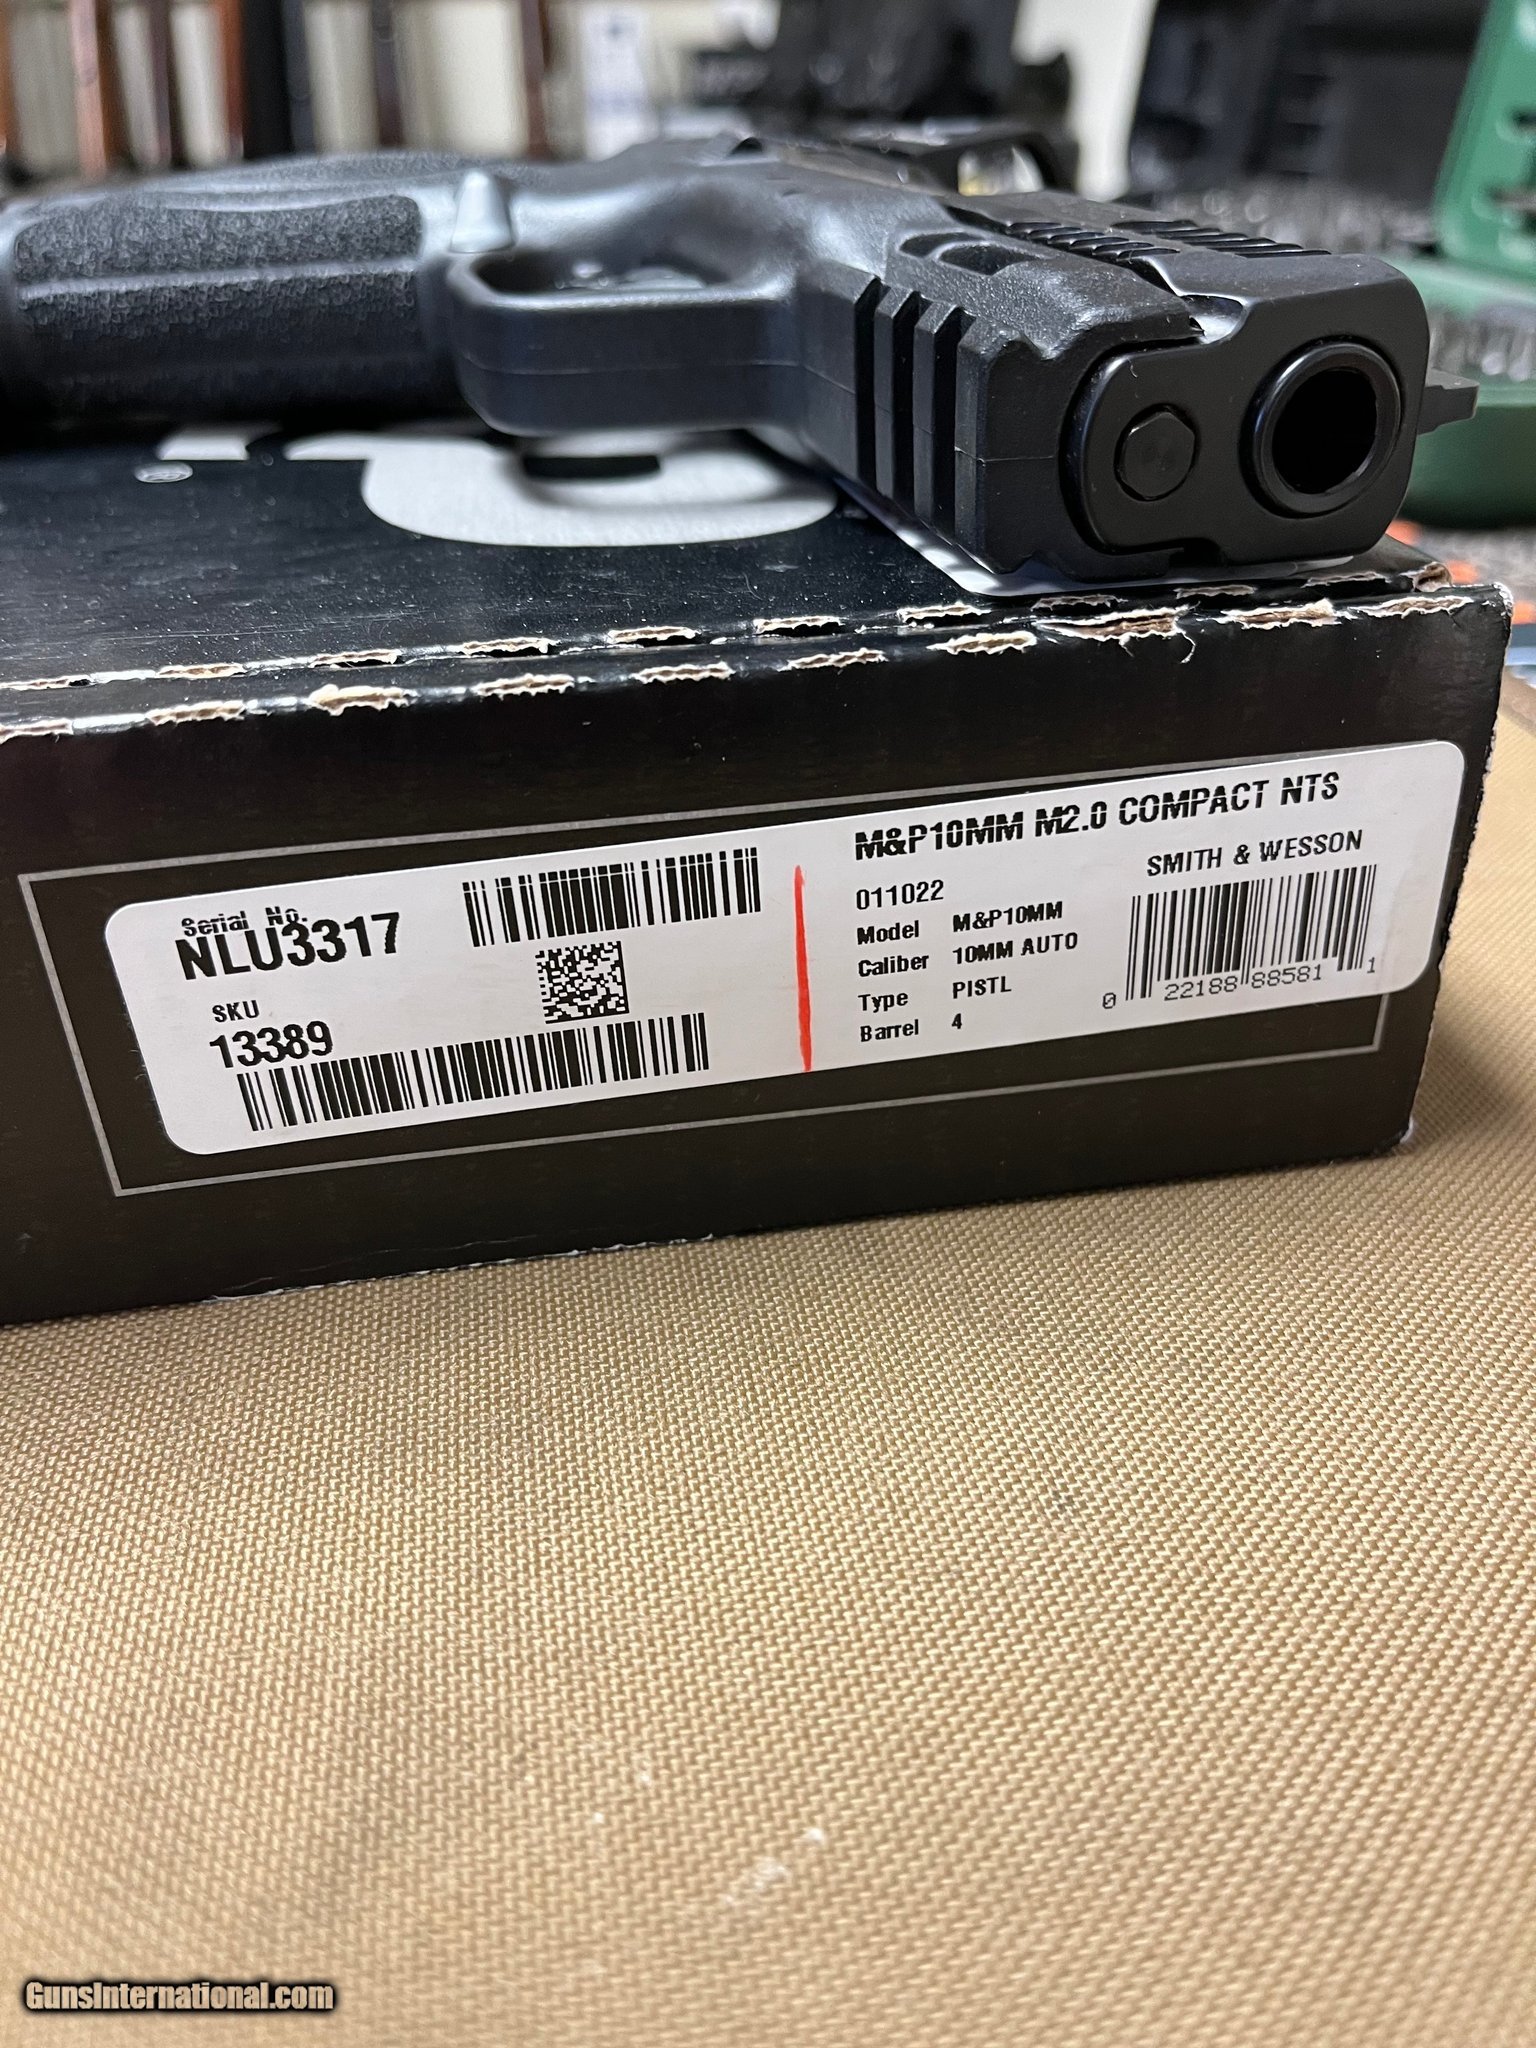 ®
Serial No.
NLU3317
SKU
13389
M&P10MM M2.0 COMPACT NTS
SMITH & WESSON
011022
Model M&P10MM
Caliber 10MM AUTO
Type PISTL
Barrel 4
0 22188 88581 1
GunsInternational.com